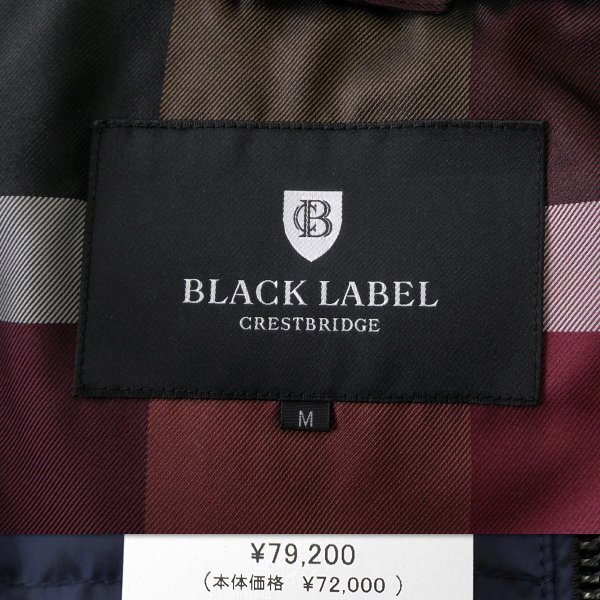 CB
BLACK LABEL
CRESTBRIDGE
M
¥79,200
(本体価格 ¥72,000 )